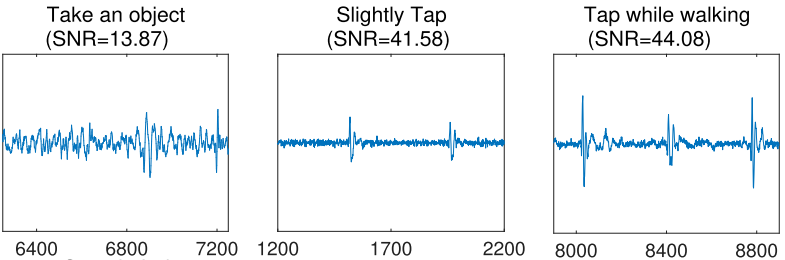 Take an object
(SNR=13.87)
Slightly Tap
(SNR=41.58)
Tap while walking
(SNR=44.08)
6400 6800 7200
1200 1700 2200
8000 8400 8800